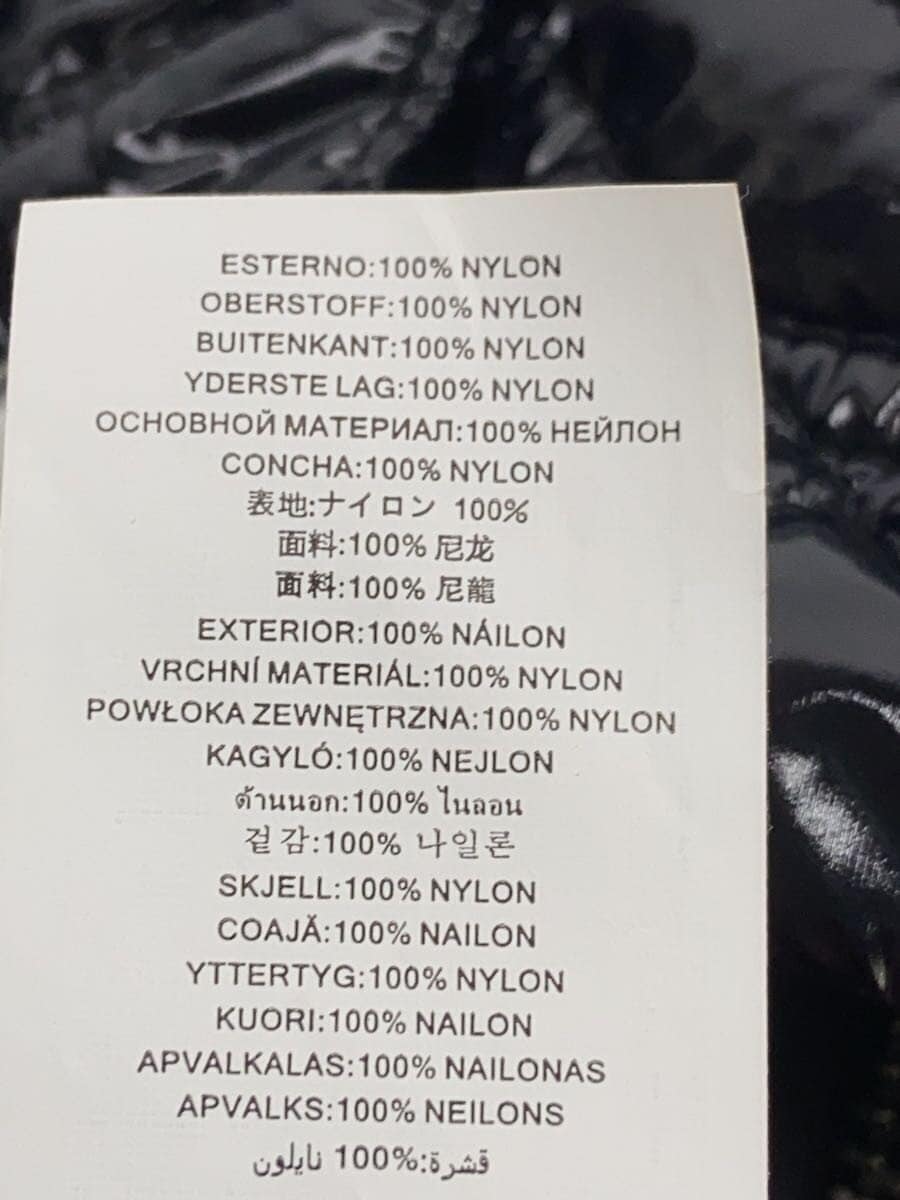 ESTERNO:100% NYLON
OBERSTOFF:100% NYLON
BUITENKANT:100% NYLON
YDERSTE LAG:100% NYLON
ОСНОВНОЙ МАТЕРИАЛ:100% НЕЙЛОН
CONCHA:100% NYLON
表地:ナイロン 100%
面料:100% 尼龙
面料:100% 尼龍
EXTERIOR:100% NÁILON
VRCHNÍ MATERIÁL:100% NYLON
POWŁOKA ZEWNĘTRZNA:100% NYLON
KAGYLÓ:100% NEJLON
ด้านนอก:100% ไนลอน
겉감:100% 나일론
SKJELL:100% NYLON
COAJĂ:100% NAILON
YTTERTYG:100% NYLON
KUORI:100% NAILON
APVALKALAS:100% NAILONAS
APVALKS:100% NEILONS
قشرة:100% نايلون